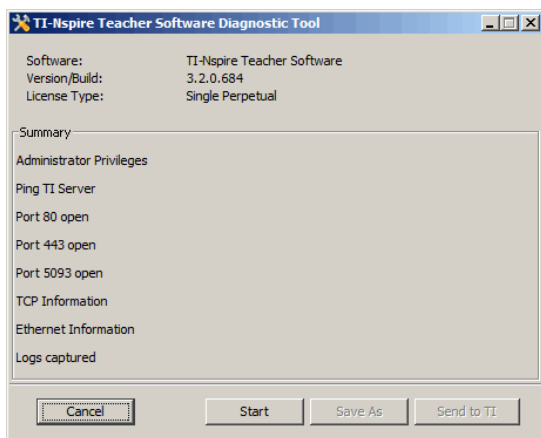 TI-Nspire Teacher Software Diagnostic Tool
Software: TI-Nspire Teacher Software
Version/Build: 3.2.0.684
License Type: Single Perpetual
Summary
Administrator Privileges
Ping TI Server
Port 80 open
Port 443 open
Port 5093 open
TCP Information
Ethernet Information
Logs captured
Cancel Start Save As Send to TI